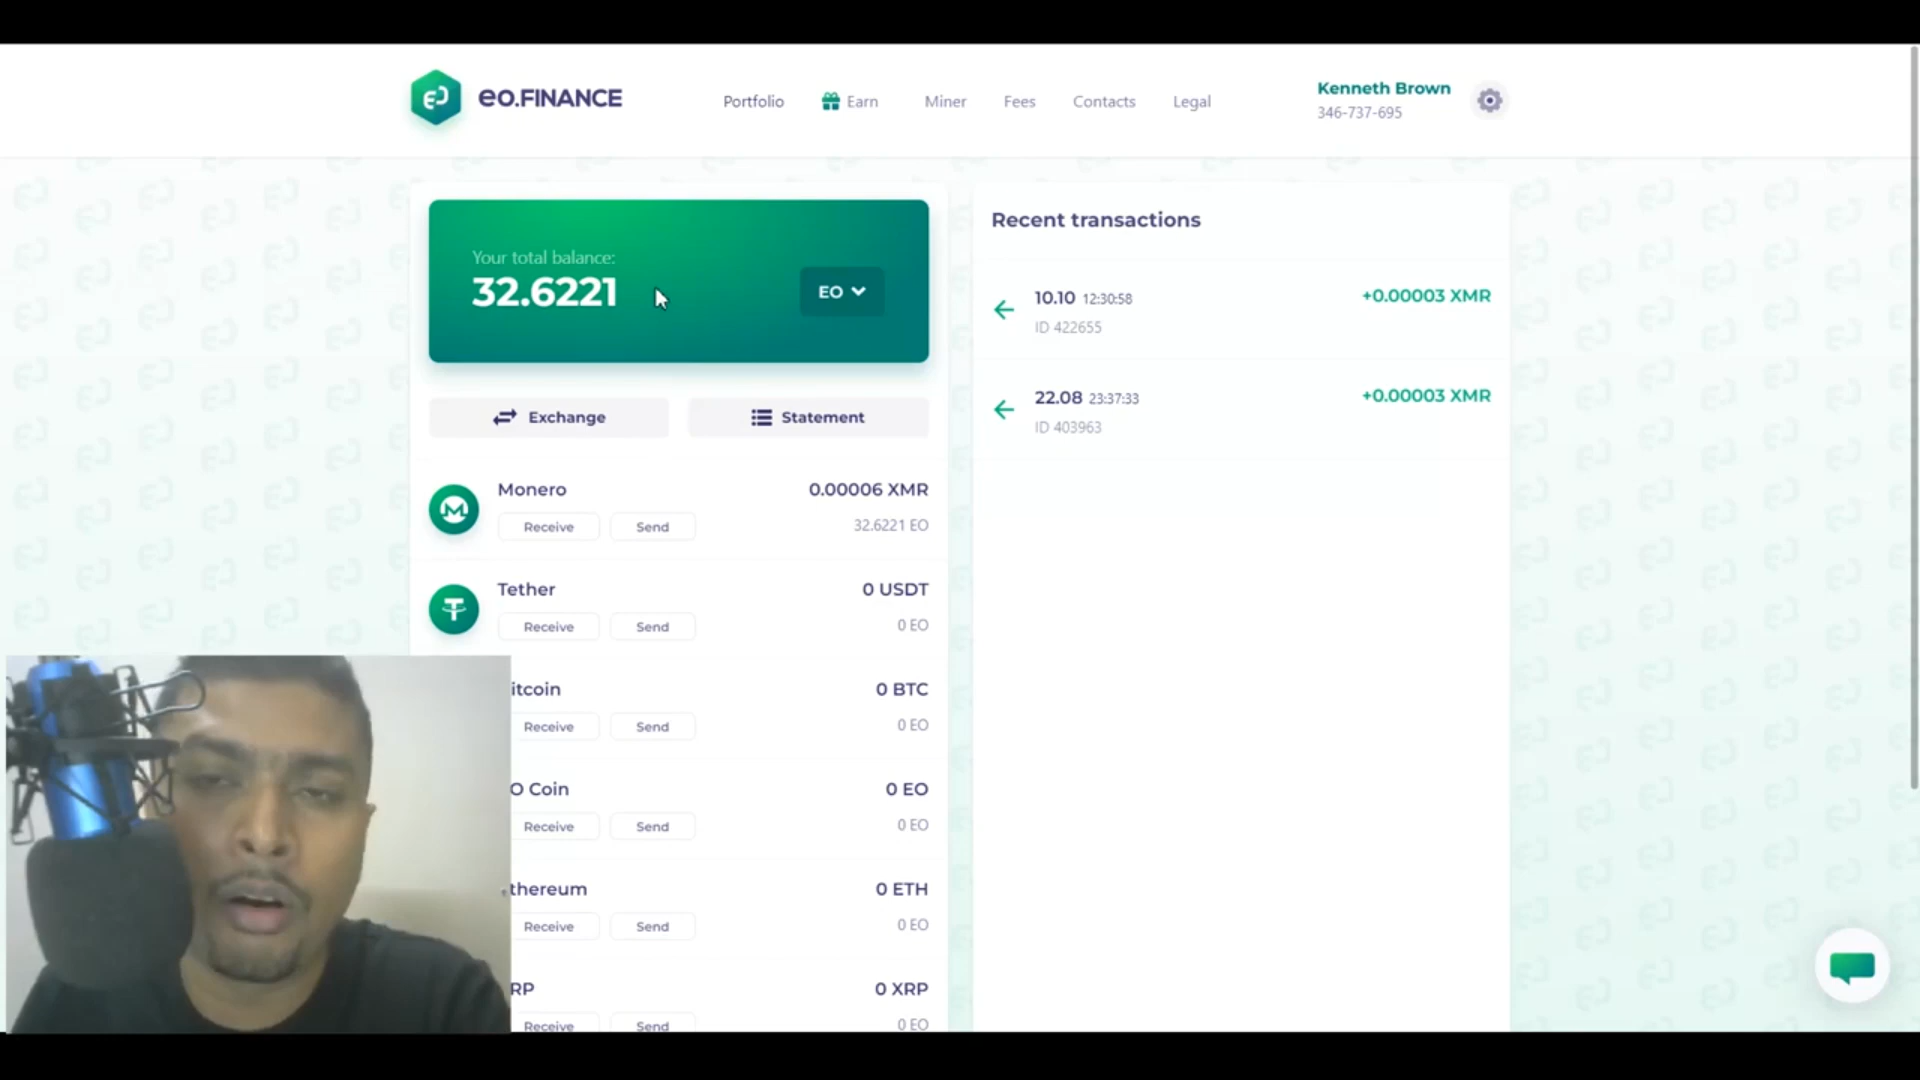 eo.FINANCE
Portfolio
Earn
Miner
Fees
Contacts
Legal
Kenneth Brown
346-737-695
Your total balance:
32.6221
EO
Exchange
Statement
Monero
0.00006 XMR
Receive
Send
32.6221 EO
Tether
0 USDT
Receive
Send
0 EO
itcoin
0 BTC
Receive
Send
0 EO
O Coin
0 EO
Receive
Send
0 EO
thereum
0 ETH
Receive
Send
0 EO
RP
0 XRP
Receive
Send
0 EO
Recent transactions
10.10 12:30:58
+0.00003 XMR
ID 422655
22.08 23:37:33
+0.00003 XMR
ID 403963